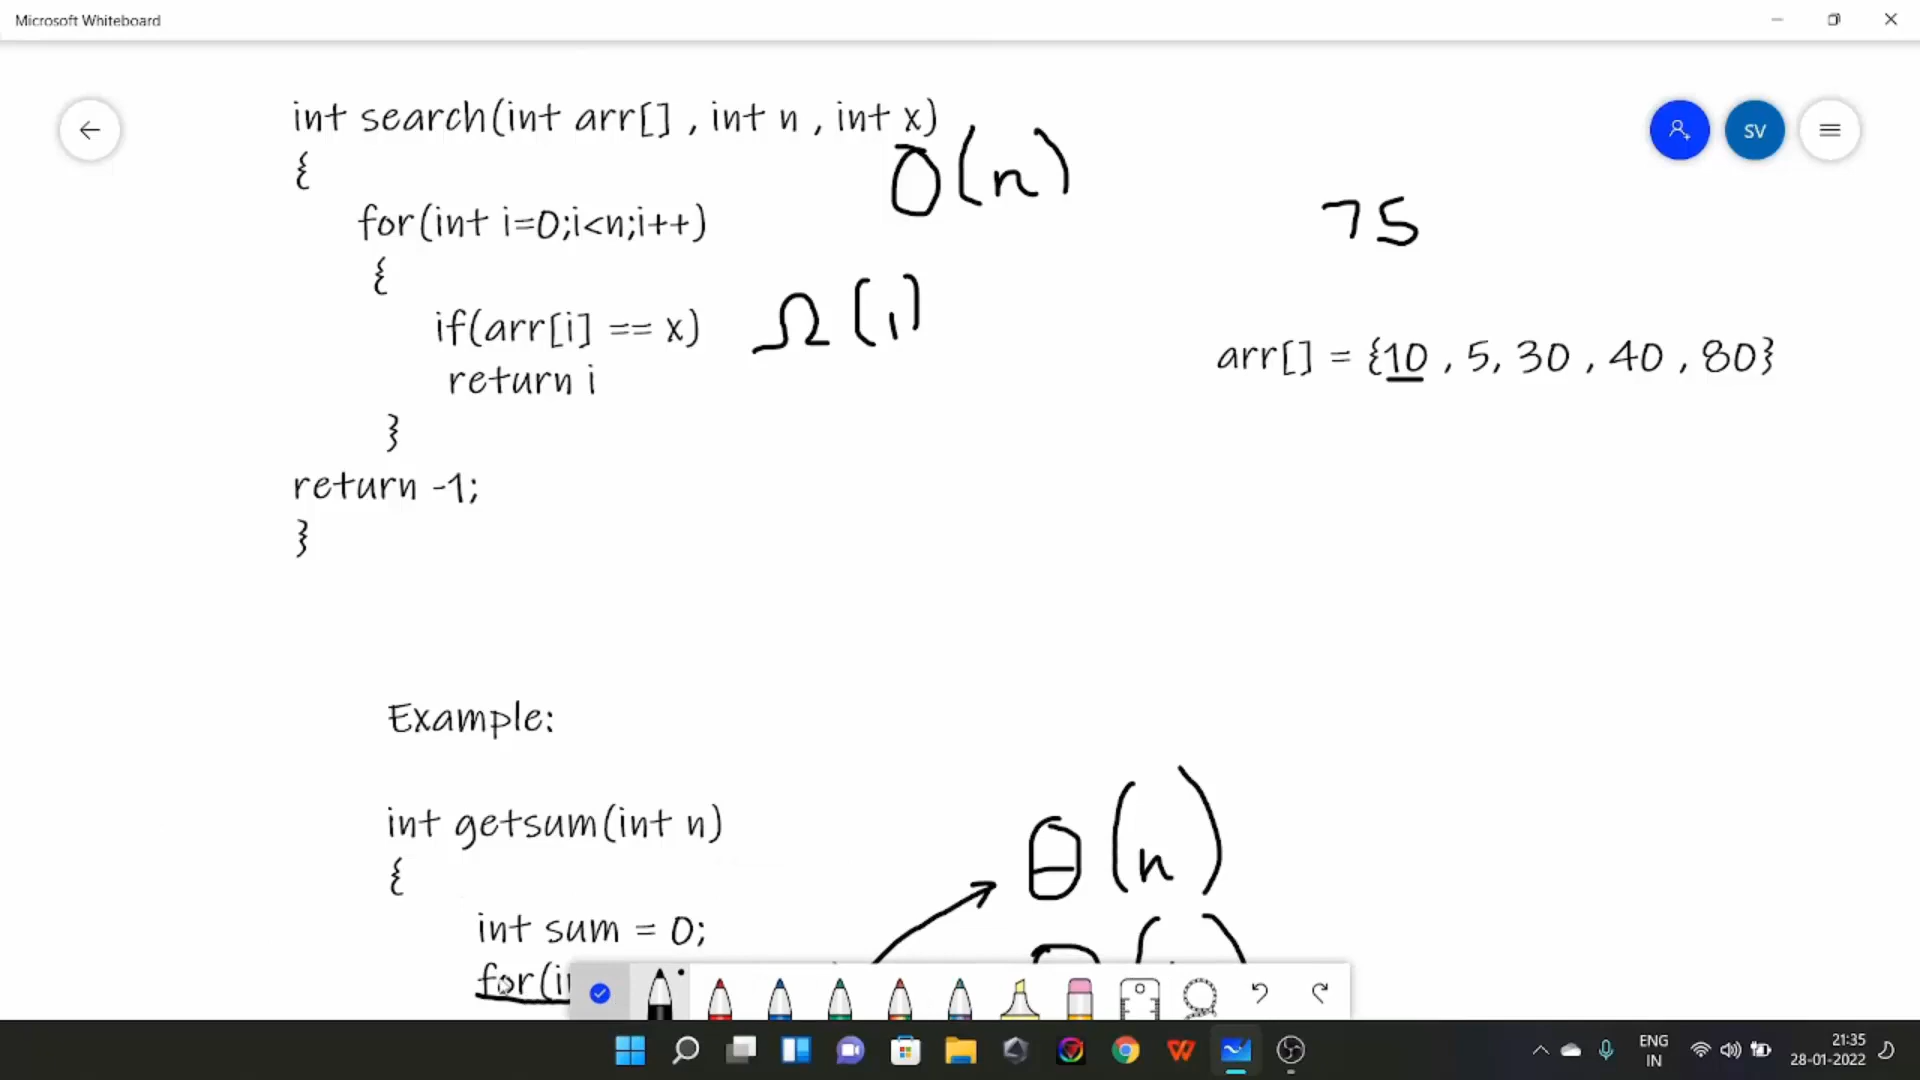 Microsoft Whiteboard
SV
int search(int arr[] , int n , int x)
{
O(n)
for(int i=0;i<n;i++)
75
{
if(arr[i] == x)
Ω(1)
arr[] = {10 , 5, 30 , 40 , 80}
return i
}
return -1;
}
Example:
int getsum(int n)
{
θ(n)
int sum = 0;
for(i
ENG
IN
21:35
28-01-2022